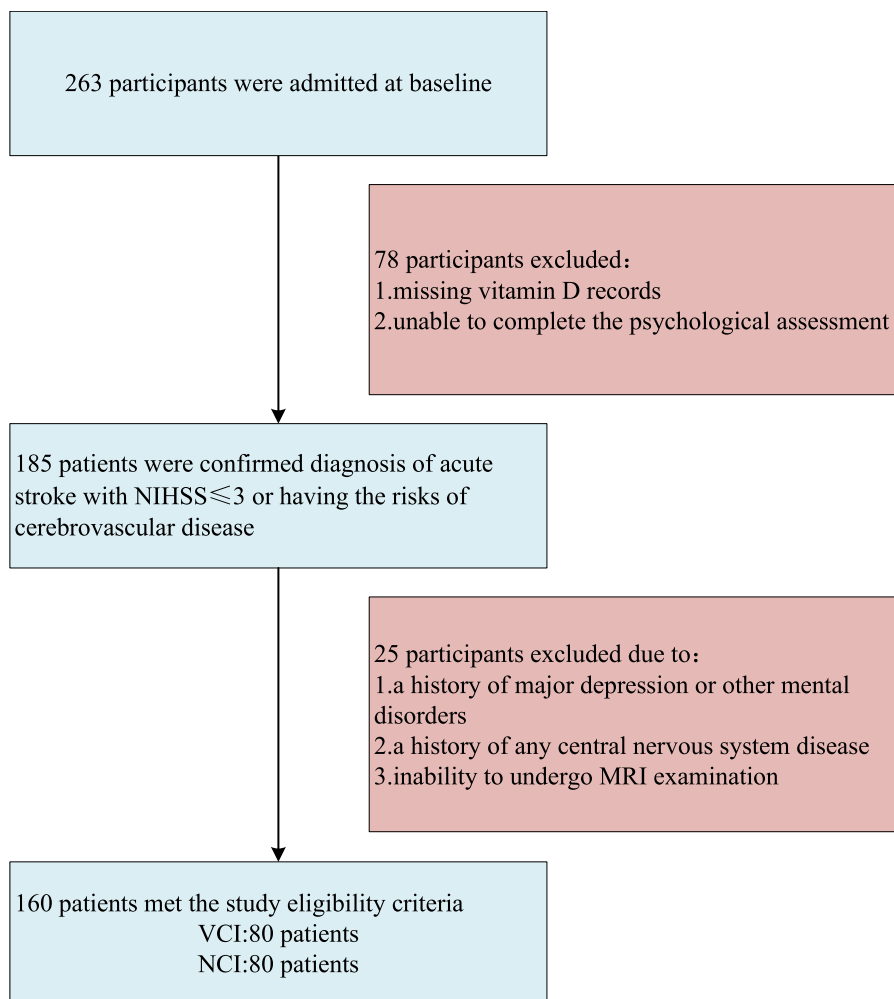 263 participants were admitted at baseline
78 participants excluded：
1.missing vitamin D records
2.unable to complete the psychological assessment
185 patients were confirmed diagnosis of acute
stroke with NIHSS≤3 or having the risks of
cerebrovascular disease
25 participants excluded due to：
1.a history of major depression or other mental
disorders
2.a history of any central nervous system disease
3.inability to undergo MRI examination
160 patients met the study eligibility criteria
VCI:80 patients
NCI:80 patients